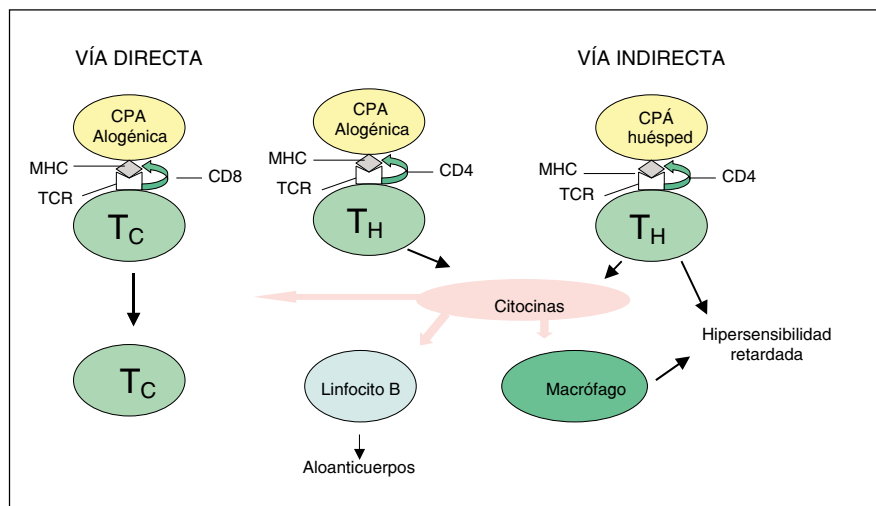 VÍA DIRECTA
VÍA INDIRECTA
CPA
Alogénica
CPA
Alogénica
CPÁ
huésped
MHC
TCR
CD8
MHC
TCR
CD4
MHC
TCR
CD4
TC
TH
TH
Citocinas
Hipersensibilidad
retardada
TC
Linfocito B
Macrófago
Aloanticuerpos